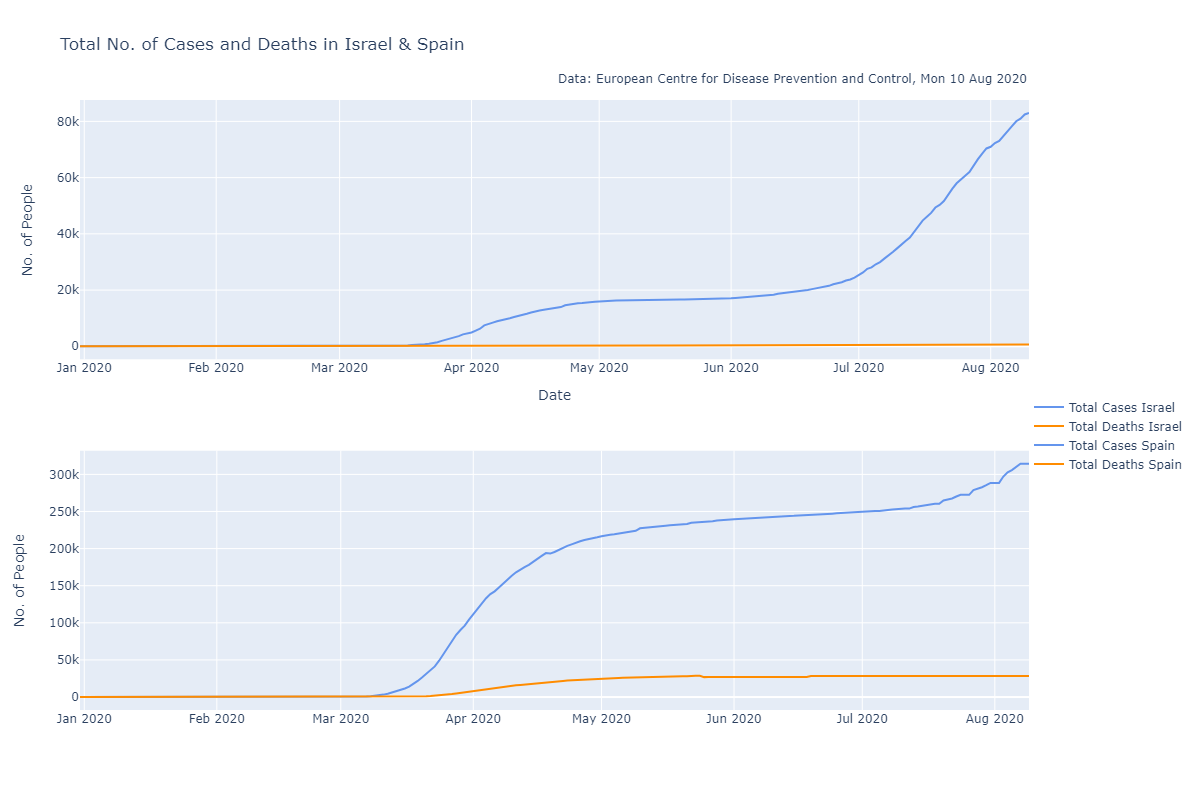 Total No. of Cases and Deaths in Israel & Spain
Data: European Centre for Disease Prevention and Control, Mon 10 Aug 2020
No. of People
80k
60k
40k
20k
0
Jan 2020 Feb 2020 Mar 2020 Apr 2020 May 2020 Jun 2020 Jul 2020 Aug 2020
Date
Total Cases Israel
Total Deaths Israel
Total Cases Spain
Total Deaths Spain
No. of People
300k
250k
200k
150k
100k
50k
0
Jan 2020 Feb 2020 Mar 2020 Apr 2020 May 2020 Jun 2020 Jul 2020 Aug 2020